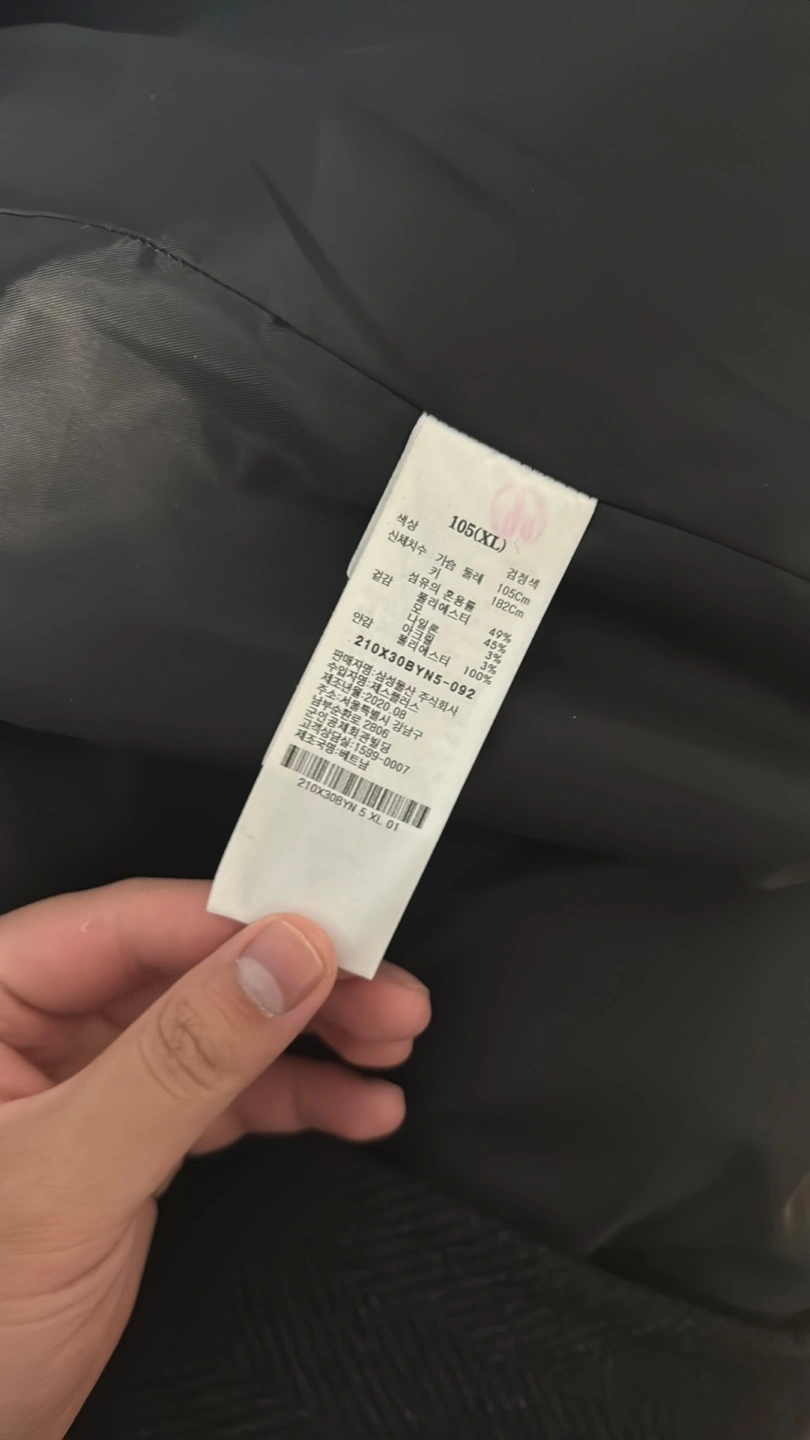 105(XL)
색상 검정색
신체치수 가슴 둘레 105Cm
키 182Cm
겉감 섬유의 혼용률
폴리에스터 49%
모 45%
나일론 3%
아크릴 3%
안감 폴리에스터 100%
210X30BYN5-092
판매자명:삼성물산 주식회사
수입자명:제스플러스
제조년월:2020.08
주소:서울특별시 강남구
남부순환로 2806
군인공제회관빌딩
고객상담실:1599-0007
제조국명:베트남
210X30BYN 5 XL 01